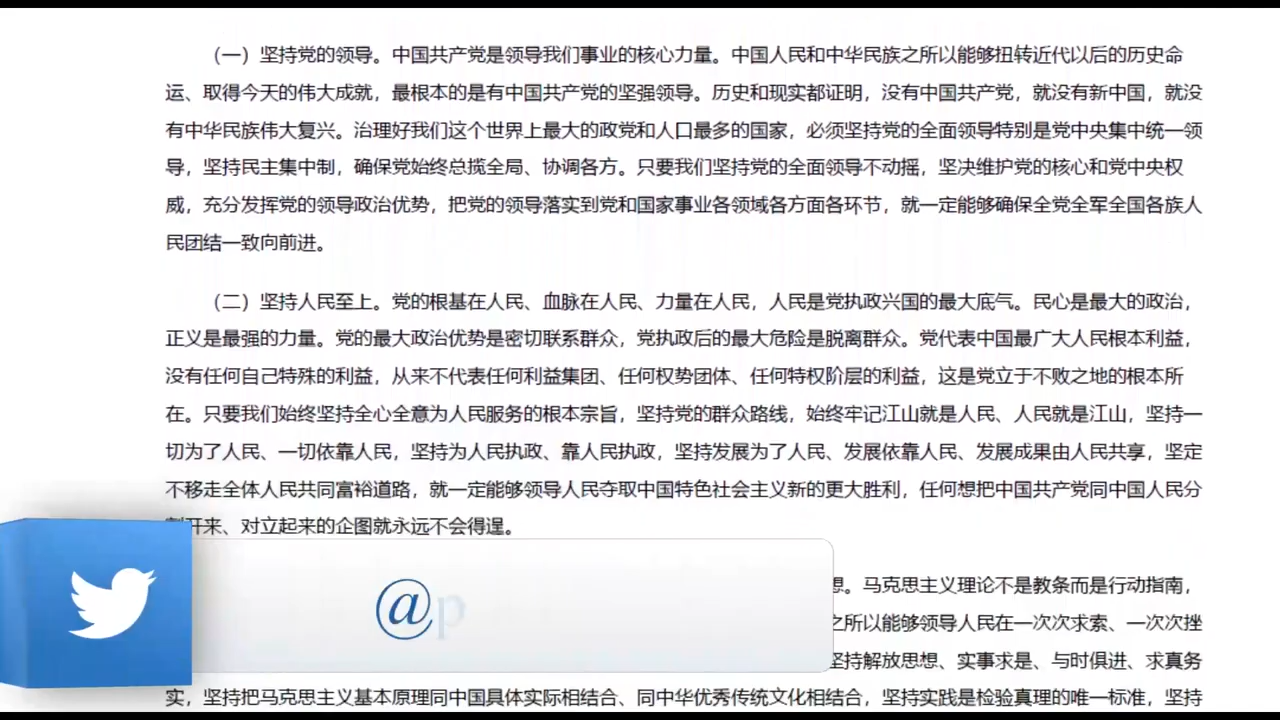 （一）坚持党的领导。中国共产党是领导我们事业的核心力量。中国人民和中华民族之所以能够扭转近代以后的历史命
运、取得今天的伟大成就，最根本的是有中国共产党的坚强领导。历史和现实都证明，没有中国共产党，就没有新中国，就没
有中华民族伟大复兴。治理好我们这个世界上最大的政党和人口最多的国家，必须坚持党的全面领导特别是党中央集中统一领
导，坚持民主集中制，确保党始终总揽全局、协调各方。只要我们坚持党的全面领导不动摇，坚决维护党的核心和党中央权
威，充分发挥党的领导政治优势，把党的领导落实到党和国家事业各领域各方面各环节，就一定能够确保全党全军全国各族人
民团结一致向前进。
（二）坚持人民至上。党的根基在人民、血脉在人民、力量在人民，人民是党执政兴国的最大底气。民心是最大的政治，
正义是最强的力量。党的最大政治优势是密切联系群众，党执政后的最大危险是脱离群众。党代表中国最广大人民根本利益，
没有任何自己特殊的利益，从来不代表任何利益集团、任何权势团体、任何特权阶层的利益，这是党立于不败之地的根本所
在。只要我们始终坚持全心全意为人民服务的根本宗旨，坚持党的群众路线，始终牢记江山就是人民、人民就是江山，坚持一
切为了人民、一切依靠人民，坚持为人民执政、靠人民执政，坚持发展为了人民、发展依靠人民、发展成果由人民共享，坚定
不移走全体人民共同富裕道路，就一定能够领导人民夺取中国特色社会主义新的更大胜利，任何想把中国共产党同中国人民分
开来、对立起来的企图就永远不会得逞。
想。马克思主义理论不是教条而是行动指南，
@p
之所以能够领导人民在一次次求索、一次次挫
坚持解放思想、实事求是、与时俱进、求真务
实，坚持把马克思主义基本原理同中国具体实际相结合、同中华优秀传统文化相结合，坚持实践是检验真理的唯一标准，坚持